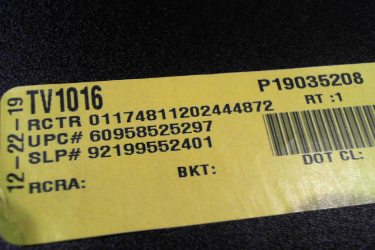 12-22-19
TV1016
P19035208
RCTR 01174811202444872
RT :1
UPC# 60958525297
SLP# 92199552401
DOT CL:
BKT:
RCRA: